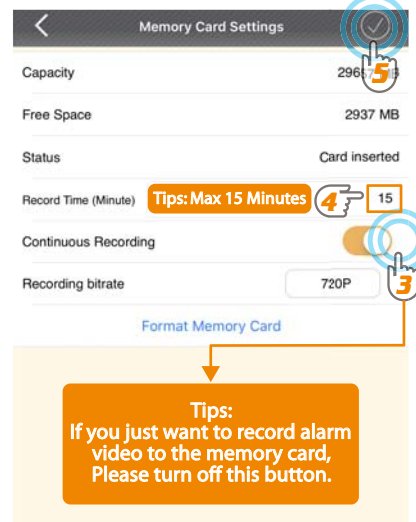 Memory Card Settings
5
Capacity
Free Space 2937 MB
Status Card inserted
Record Time (Minute) Tips: Max 15 Minutes 4 15
Continuous Recording
3
Recording bitrate 720P
Format Memory Card
Tips:
If you just want to record alarm
video to the memory card,
Please turn off this button.